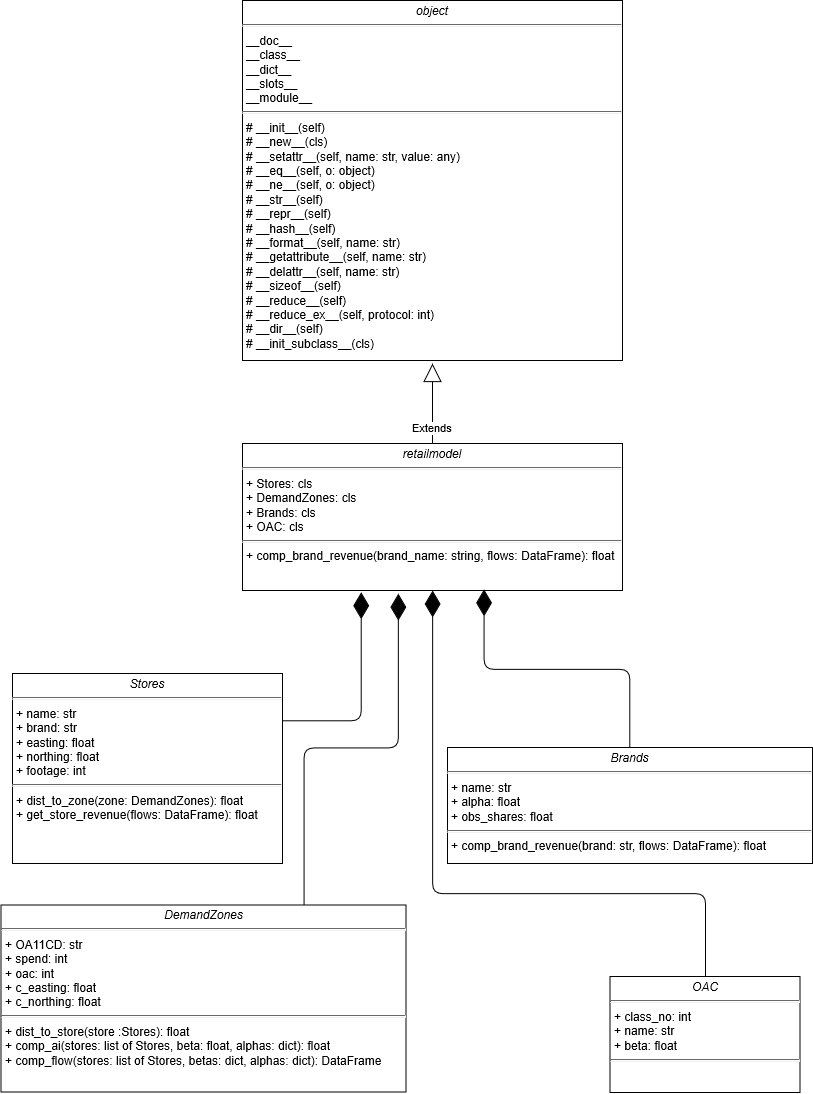 object
__doc__
__class__
__dict__
__slots__
__module__
# __init__(self)
# __new__(cls)
# __setattr__(self, name: str, value: any)
# __eq__(self, o: object)
# __ne__(self, o: object)
# __str__(self)
# __repr__(self)
# __hash__(self)
# __format__(self, name: str)
# __getattribute__(self, name: str)
# __delattr__(self, name: str)
# __sizeof__(self)
# __reduce__(self)
# __reduce_ex__(self, protocol: int)
# __dir__(self)
# __init_subclass__(cls)
Extends
retailmodel
+ Stores: cls
+ DemandZones: cls
+ Brands: cls
+ OAC: cls
+ comp_brand_revenue(brand_name: string, flows: DataFrame): float
Stores
+ name: str
+ brand: str
+ easting: float
+ northing: float
+ footage: int
+ dist_to_zone(zone: DemandZones): float
+ get_store_revenue(flows: DataFrame): float
Brands
+ name: str
+ alpha: float
+ obs_shares: float
+ comp_brand_revenue(brand: str, flows: DataFrame): float
DemandZones
+ OA11CD: str
+ spend: int
+ oac: int
+ c_easting: float
+ c_northing: float
+ dist_to_store(store :Stores): float
+ comp_ai(stores: list of Stores, beta: float, alphas: dict): float
+ comp_flow(stores: list of Stores, betas: dict, alphas: dict): DataFrame
OAC
+ class_no: int
+ name: str
+ beta: float